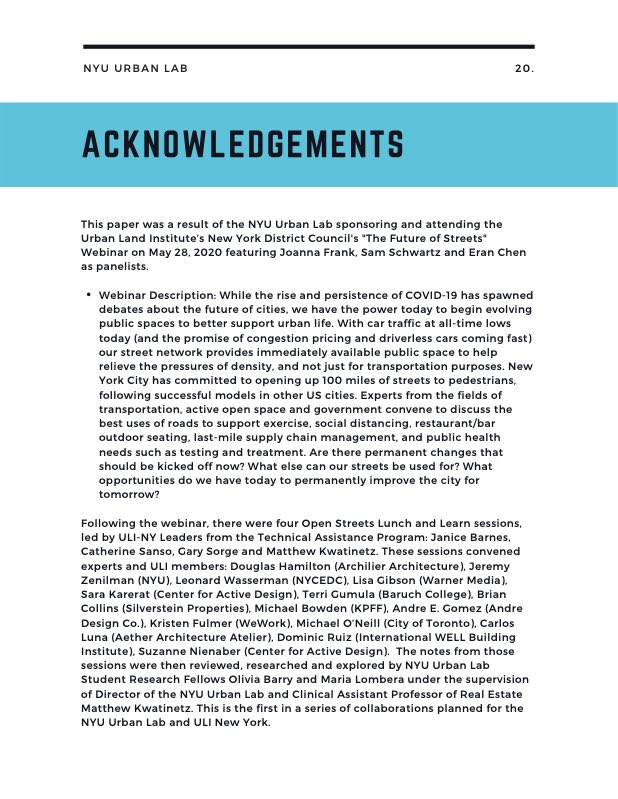 NYU URBAN LAB
20.
ACKNOWLEDGEMENTS
This paper was a result of the NYU Urban Lab sponsoring and attending the
Urban Land Institute’s New York District Council's "The Future of Streets"
Webinar on May 28, 2020 featuring Joanna Frank, Sam Schwartz and Eran Chen
as panelists.
• Webinar Description: While the rise and persistence of COVID-19 has spawned
debates about the future of cities, we have the power today to begin evolving
public spaces to better support urban life. With car traffic at all-time lows
today (and the promise of congestion pricing and driverless cars coming fast)
our street network provides immediately available public space to help
relieve the pressures of density, and not just for transportation purposes. New
York City has committed to opening up 100 miles of streets to pedestrians,
following successful models in other US cities. Experts from the fields of
transportation, active open space and government convene to discuss the
best uses of roads to support exercise, social distancing, restaurant/bar
outdoor seating, last-mile supply chain management, and public health
needs such as testing and treatment. Are there permanent changes that
should be kicked off now? What else can our streets be used for? What
opportunities do we have today to permanently improve the city for
tomorrow?
Following the webinar, there were four Open Streets Lunch and Learn sessions,
led by ULI-NY Leaders from the Technical Assistance Program: Janice Barnes,
Catherine Sanso, Gary Sorge and Matthew Kwatinetz. These sessions convened
experts and ULI members: Douglas Hamilton (Archilier Architecture), Jeremy
Zenilman (NYU), Leonard Wasserman (NYCEDC), Lisa Gibson (Warner Media),
Sara Karerat (Center for Active Design), Terri Gumula (Baruch College), Brian
Collins (Silverstein Properties), Michael Bowden (KPFF), Andre E. Gomez (Andre
Design Co.), Kristen Fulmer (WeWork), Michael O’Neill (City of Toronto), Carlos
Luna (Aether Architecture Atelier), Dominic Ruiz (International WELL Building
Institute), Suzanne Nienaber (Center for Active Design).  The notes from those
sessions were then reviewed, researched and explored by NYU Urban Lab
Student Research Fellows Olivia Barry and Maria Lombera under the supervision
of Director of the NYU Urban Lab and Clinical Assistant Professor of Real Estate
Matthew Kwatinetz. This is the first in a series of collaborations planned for the
NYU Urban Lab and ULI New York.